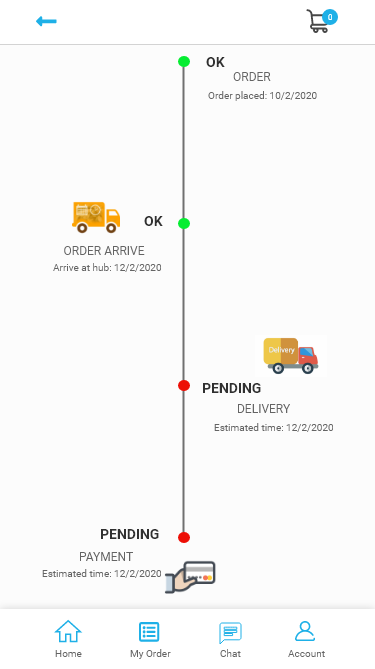 0
OK
ORDER
Order placed: 10/2/2020
OK
ORDER ARRIVE
Arrive at hub: 12/2/2020
Delivery
PENDING
DELIVERY
Estimated time: 12/2/2020
PENDING
PAYMENT
Estimated time: 12/2/2020
Home
My Order
Chat
Account